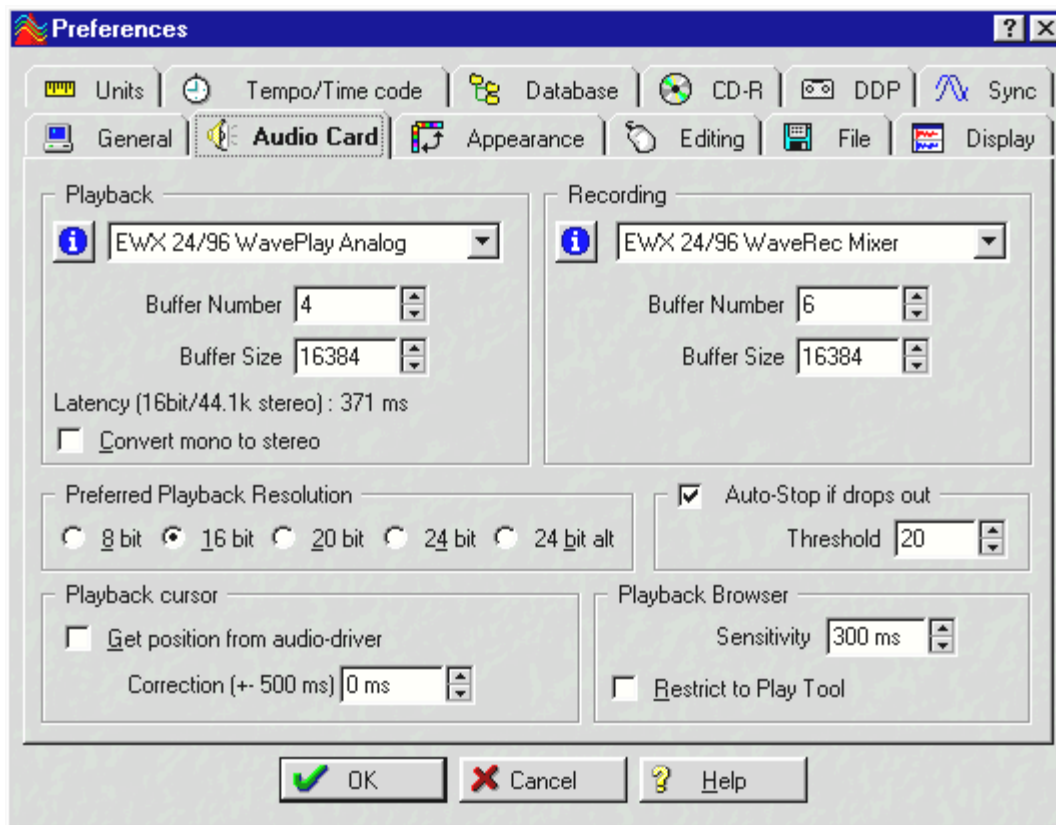 Preferences
Units Tempo/Time code Database CD-R DDP Sync
General Audio Card Appearance Editing File Display
Playback
EWX 24/96 WavePlay Analog
Buffer Number 4
Buffer Size 16384
Latency (16bit/44.1k stereo) : 371 ms
Convert mono to stereo
Recording
EWX 24/96 WaveRec Mixer
Buffer Number 6
Buffer Size 16384
Preferred Playback Resolution
8 bit 16 bit 20 bit 24 bit 24 bit alt
Auto-Stop if drops out
Threshold 20
Playback cursor
Get position from audio-driver
Correction (+- 500 ms) 0 ms
Playback Browser
Sensitivity 300 ms
Restrict to Play Tool
OK Cancel Help